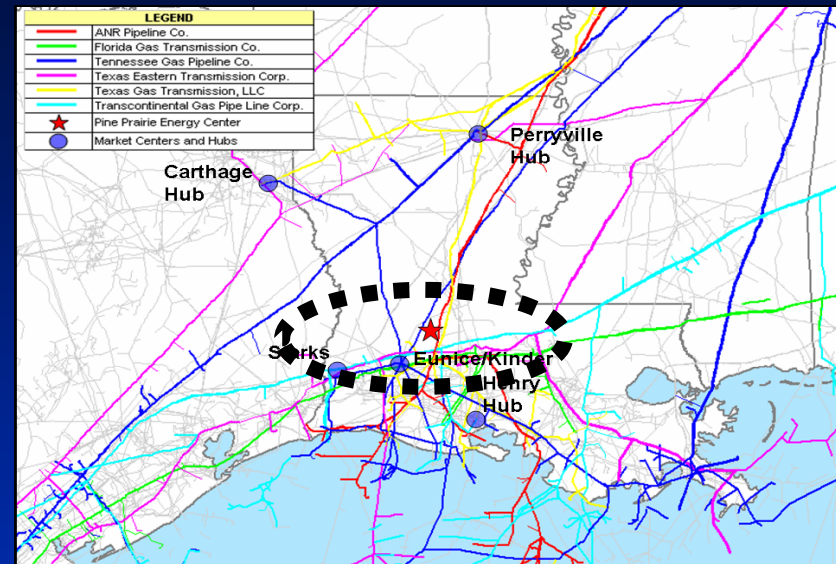 LEGEND
ANR Pipeline Co.
Florida Gas Transmission Co.
Tennessee Gas Pipeline Co.
Texas Eastern Transmission Corp.
Texas Gas Transmission, LLC
Transcontinental Gas Pipe Line Corp.
Pine Prairie Energy Center
Market Centers and Hubs
Perryville
Hub
Carthage
Hub
Starks
Eunice/Kinder
Henry
Hub